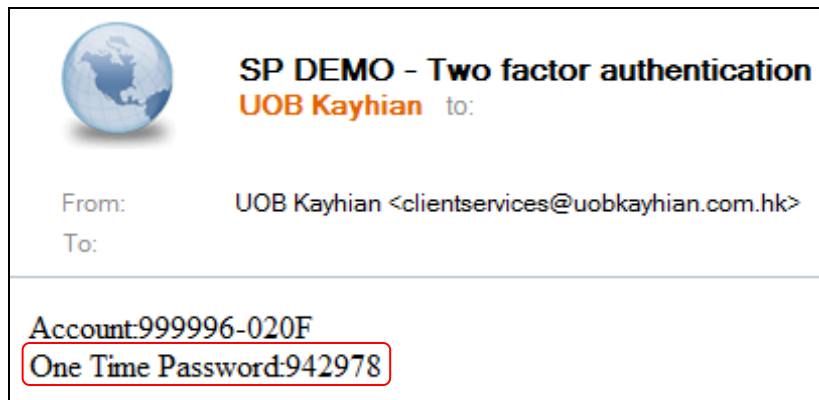 SP DEMO - Two factor authentication
UOB Kayhian to:
From: UOB Kayhian <clientservices@uobkayhian.com.hk>
To:
Account:999996-020F
One Time Password:942978